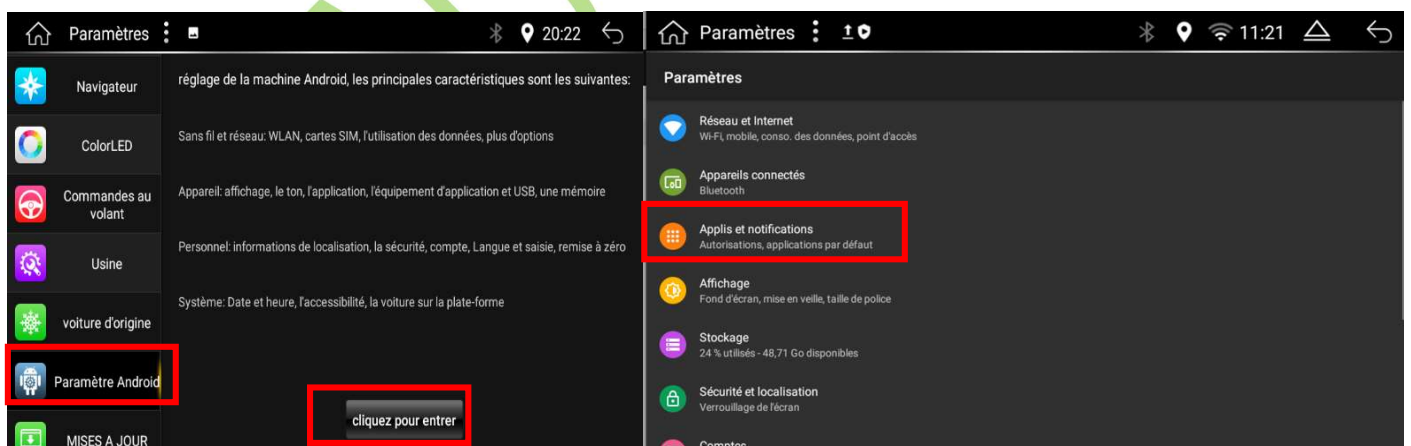 Paramètres
20:22
Navigateur
ColorLED
Commandes au
volant
Usine
voiture d'origine
Paramètre Android
MISES A JOUR
réglage de la machine Android, les principales caractéristiques sont les suivantes:
Sans fil et réseau: WLAN, cartes SIM, l'utilisation des données, plus d'options
Appareil: affichage, le ton, l'application, l'équipement d'application et USB, une mémoire
Personnel: informations de localisation, la sécurité, compte, Langue et saisie, remise à zéro
Système: Date et heure, l'accessibilité, la voiture sur la plate-forme
cliquez pour entrer
Paramètres
11:21
Paramètres
Réseau et Internet
Wi-Fi, mobile, conso. des données, point d'accès
Appareils connectés
Bluetooth
Applis et notifications
Autorisations, applications par défaut
Affichage
Fond d'écran, mise en veille, taille de police
Stockage
24 % utilisés - 48,71 Go disponibles
Sécurité et localisation
Verrouillage de l'écran
Comptes